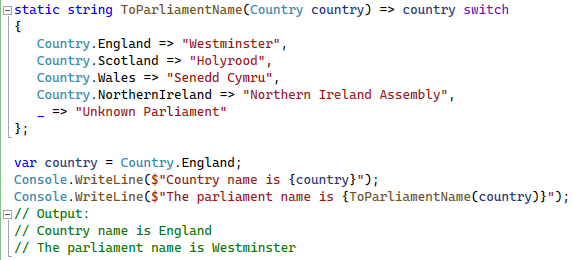 static string ToParliamentName(Country country) => country switch
{
   Country.England => "Westminster",
   Country.Scotland => "Holyrood",
   Country.Wales => "Senedd Cymru",
   Country.NorthernIreland => "Northern Ireland Assembly",
   _ => "Unknown Parliament"
};

var country = Country.England;
Console.WriteLine($"Country name is {country}");
Console.WriteLine($"The parliament name is {ToParliamentName(country)}");
// Output:
// Country name is England
// The parliament name is Westminster